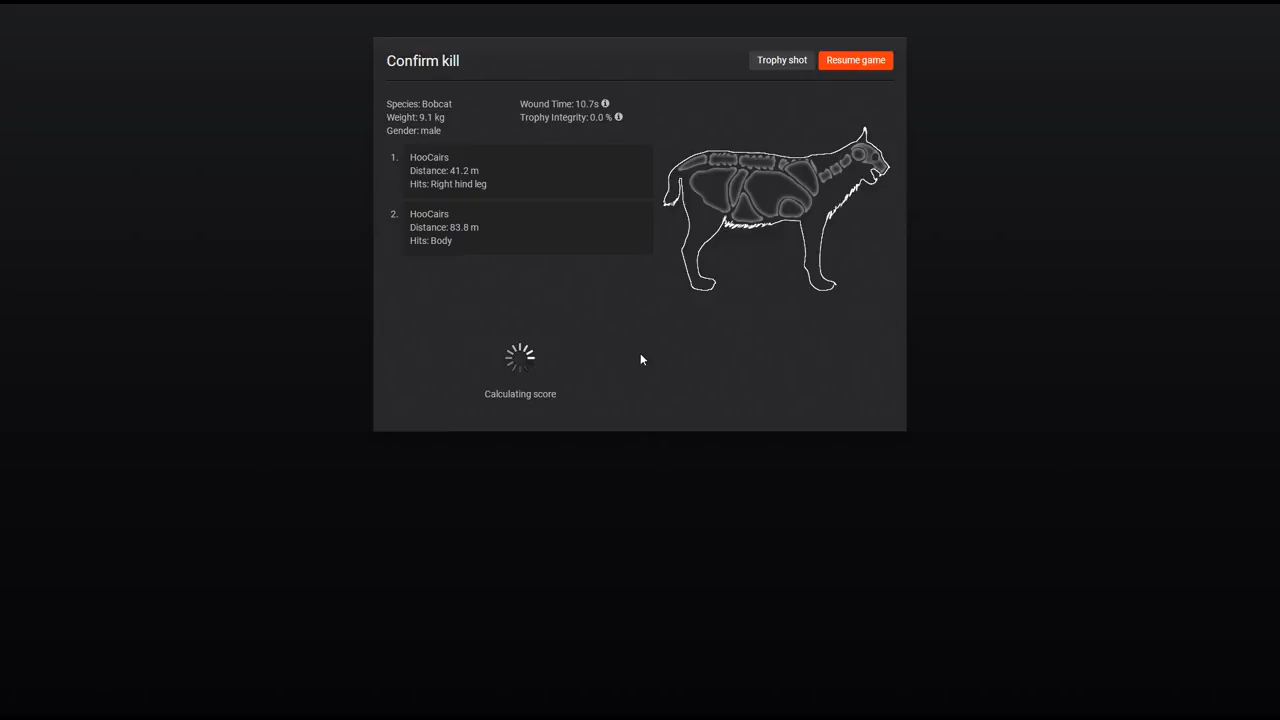 Confirm kill
Trophy shot
Resume game
Species: Bobcat
Weight: 9.1 kg
Gender: male
Wound Time: 10.7s
Trophy Integrity: 0.0 %
1.
HooCairs
Distance: 41.2 m
Hits: Right hind leg
2.
HooCairs
Distance: 83.8 m
Hits: Body
Calculating score